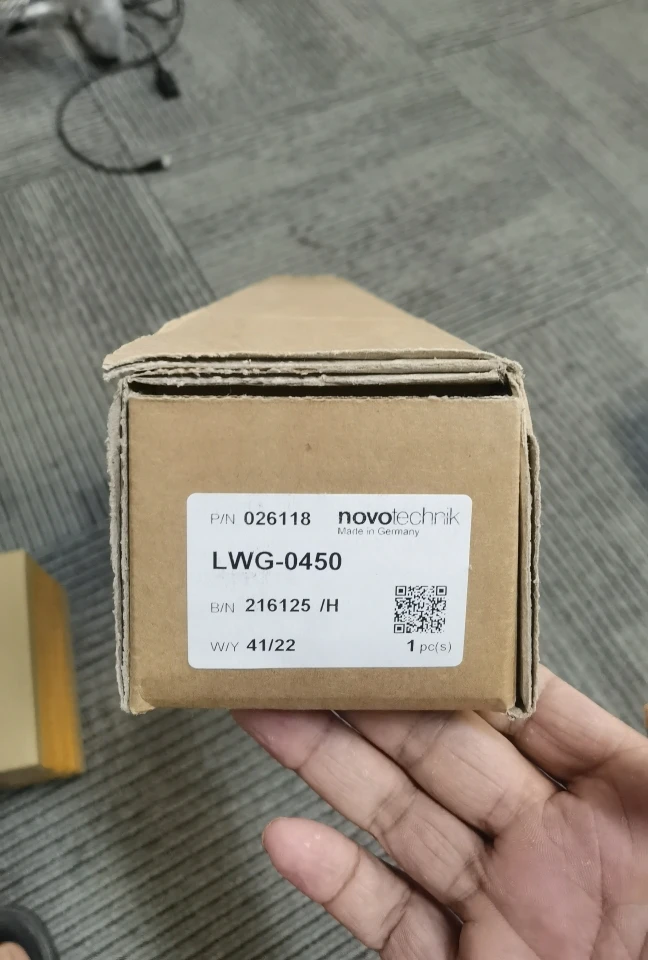 P/N 026118 novotechnik
Made in Germany
LWG-0450
B/N 216125 /H
W/Y 41/22 1 pc(s)